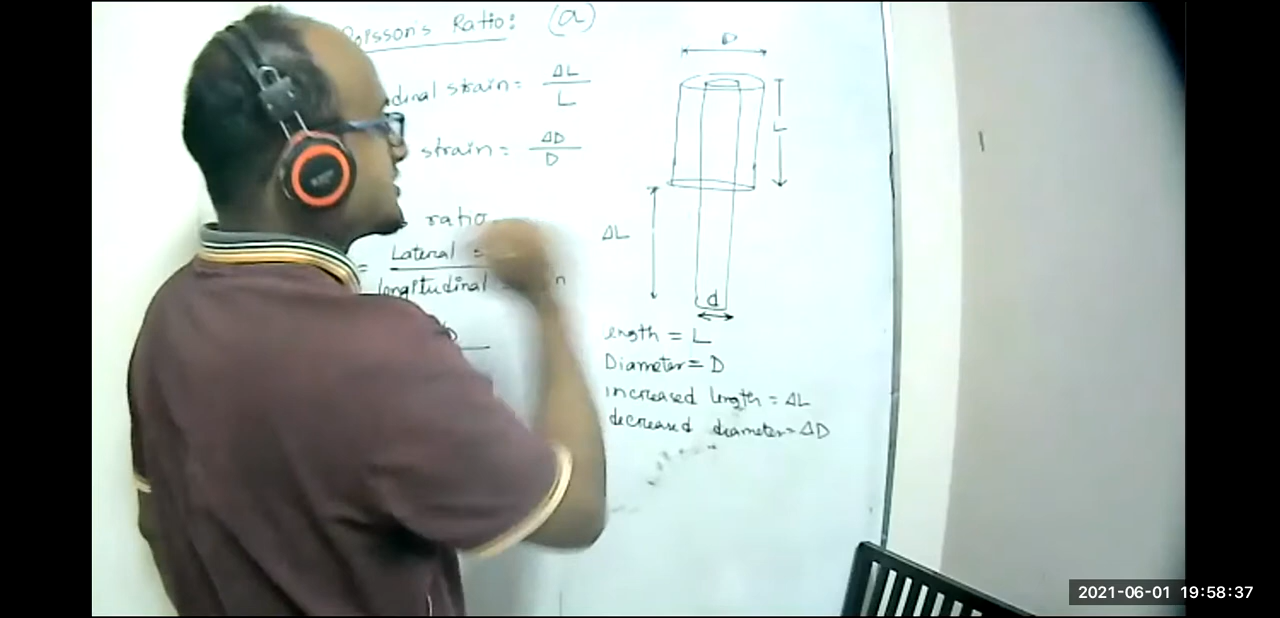 Poisson's Ratio: (a)
dinal strain = ΔL / L
strain = ΔD / D
ratio
= Lateral
longitudinal
D
L
ΔL
d
length = L
Diameter = D
increased length = ΔL
decreased diameter = ΔD
2021-06-01 19:58:37